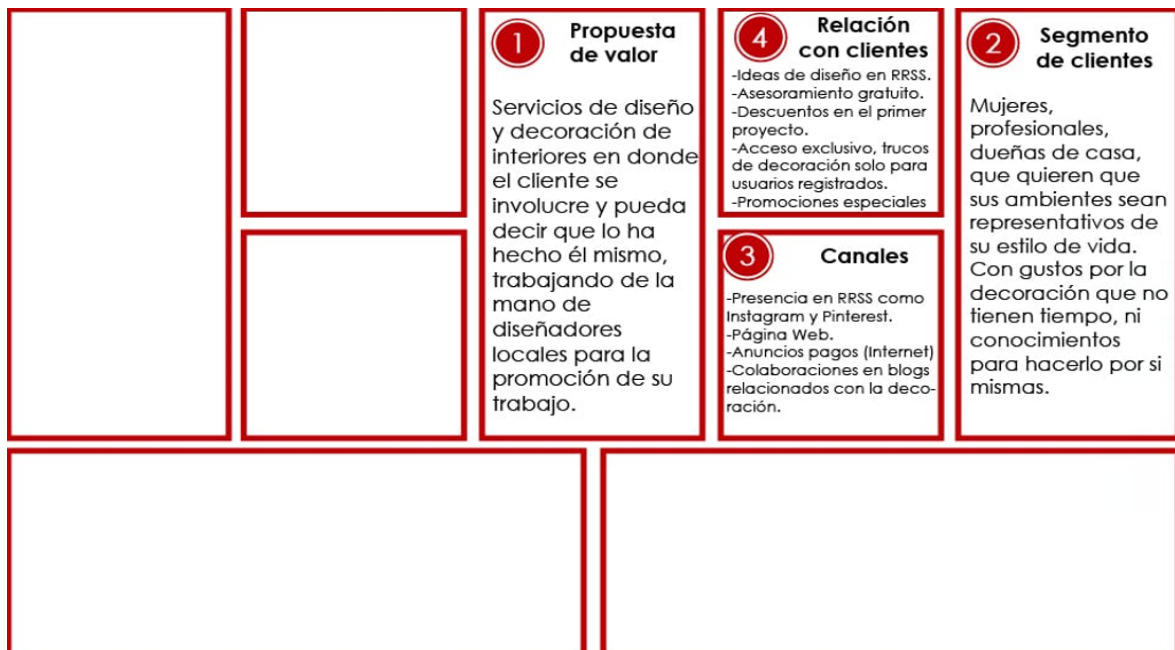 1
Propuesta
de valor
Servicios de diseño
y decoración de
interiores en donde
el cliente se
involucre y pueda
decir que lo ha
hecho él mismo,
trabajando de la
mano de
diseñadores
locales para la
promoción de su
trabajo.
4
Relación
con clientes
-Ideas de diseño en RRSS.
-Asesoramiento gratuito.
-Descuentos en el primer
proyecto.
-Acceso exclusivo, trucos
de decoración solo para
usuarios registrados.
-Promociones especiales
3
Canales
-Presencia en RRSS como
Instagram y Pinterest.
-Página Web.
-Anuncios pagos (Internet)
-Colaboraciones en blogs
relacionados con la deco-
ración.
2
Segmento
de clientes
Mujeres,
profesionales,
dueñas de casa,
que quieren que
sus ambientes sean
representativos de
su estilo de vida.
Con gustos por la
decoración que no
tienen tiempo, ni
conocimientos
para hacerlo por si
mismas.